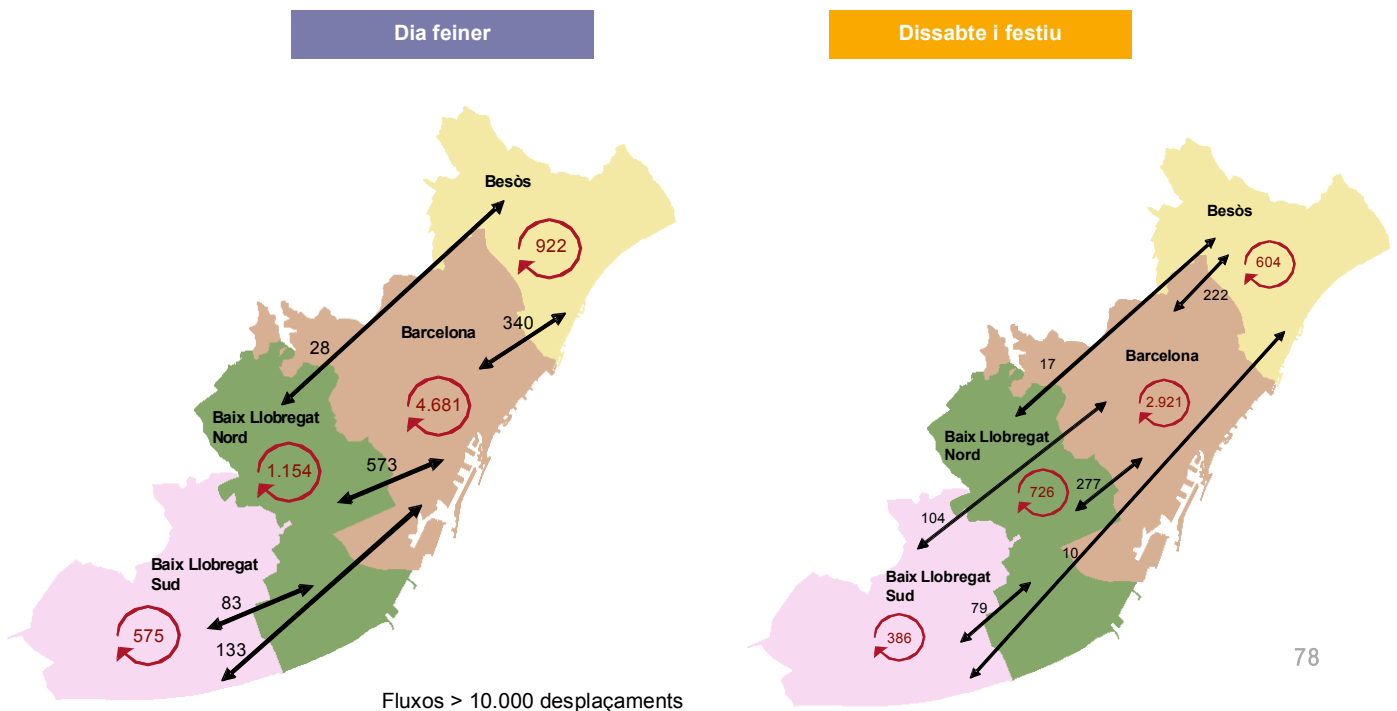 Dia feiner
Besòs
922
340
Barcelona
28
4.681
Baix Llobregat
Nord
573
1.154
Baix Llobregat
Sud
83
575
133
Fluxos > 10.000 desplaçaments
Dissabte i festiu
Besòs
604
222
Barcelona
17
2.921
Baix Llobregat
Nord
277
726
104
10
Baix Llobregat
Sud
79
386
78